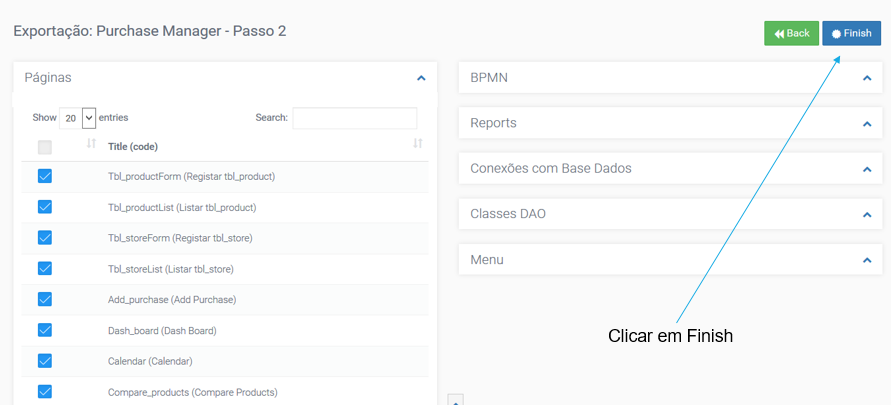 Exportação: Purchase Manager - Passo 2
Back
Finish
Páginas
Show 20 entries
Search:
Title (code)
Tbl_productForm (Registar tbl_product)
Tbl_productList (Listar tbl_product)
Tbl_storeForm (Registar tbl_store)
Tbl_storeList (Listar tbl_store)
Add_purchase (Add Purchase)
Dash_board (Dash Board)
Calendar (Calendar)
Compare_products (Compare Products)
BPMN
Reports
Conexões com Base Dados
Classes DAO
Menu
Clicar em Finish